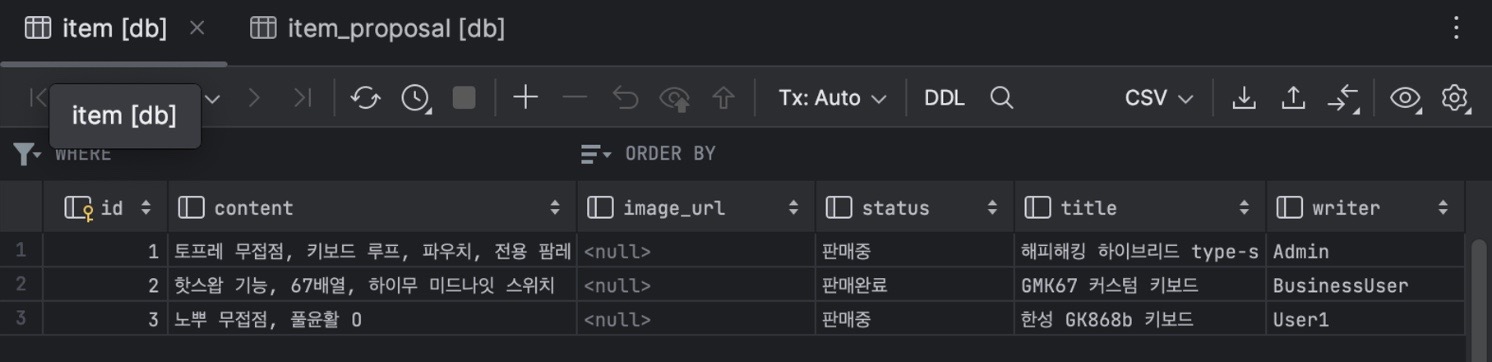 item [db] item_proposal [db]
Tx: Auto DDL CSV
item [db]
WHERE ORDER BY
id content image_url status title writer
1 1 토프레 무접점, 키보드 루프, 파우치, 전용 팜레 <null> 판매중 해피해킹 하이브리드 type-s Admin
2 2 핫스왑 기능, 67배열, 하이무 미드나잇 스위치 <null> 판매완료 GMK67 커스텀 키보드 BusinessUser
3 3 노뿌 무접점, 풀윤활 O <null> 판매중 한성 GK868b 키보드 User1